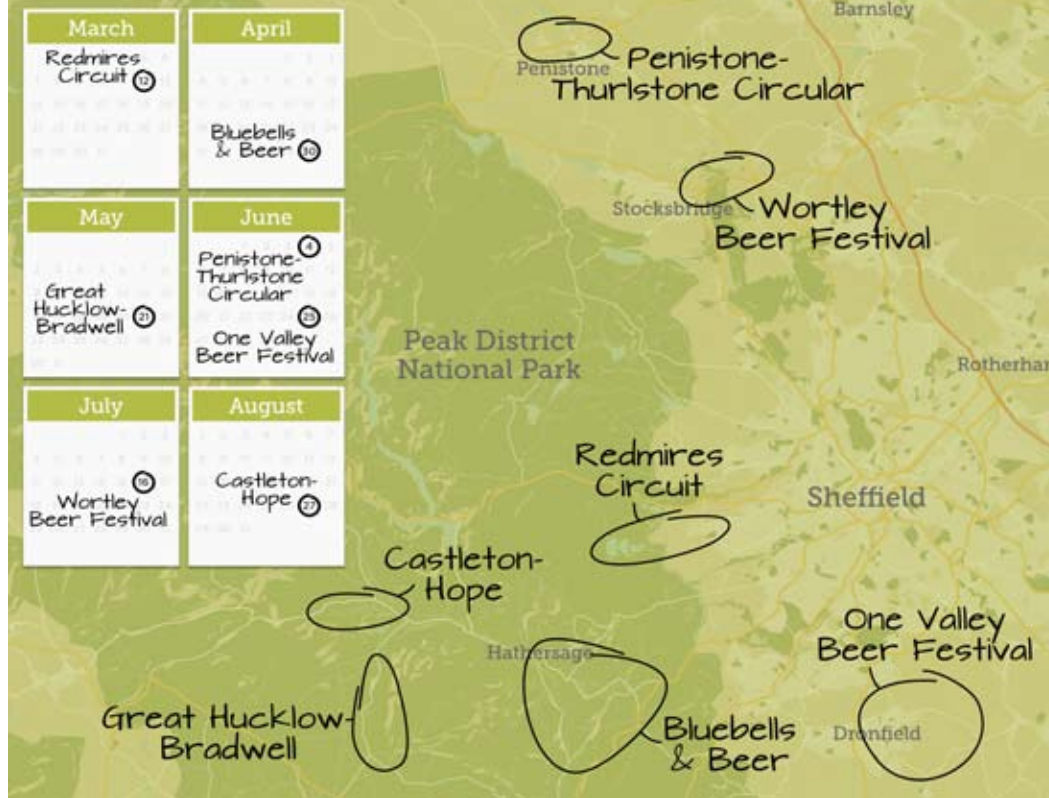 March
Redmires
Circuit 12
April
Bluebells
& Beer 30
May
Great
Hucklow-
Bradwell 21
June
4
Penistone-
Thurlstone
Circular
25
One Valley
Beer Festival
July
16
Wortley
Beer Festival
August
Castleton-
Hope 27
Barnsley
Penistone
Penistone-
Thurlstone Circular
Stocksbridge
Wortley
Beer Festival
Peak District
National Park
Rotherhar
Redmires
Circuit
Sheffield
Castleton-
Hope
One Valley
Beer Festival
Hathersage
Great Hucklow-
Bradwell
Bluebells
& Beer
Dronfield